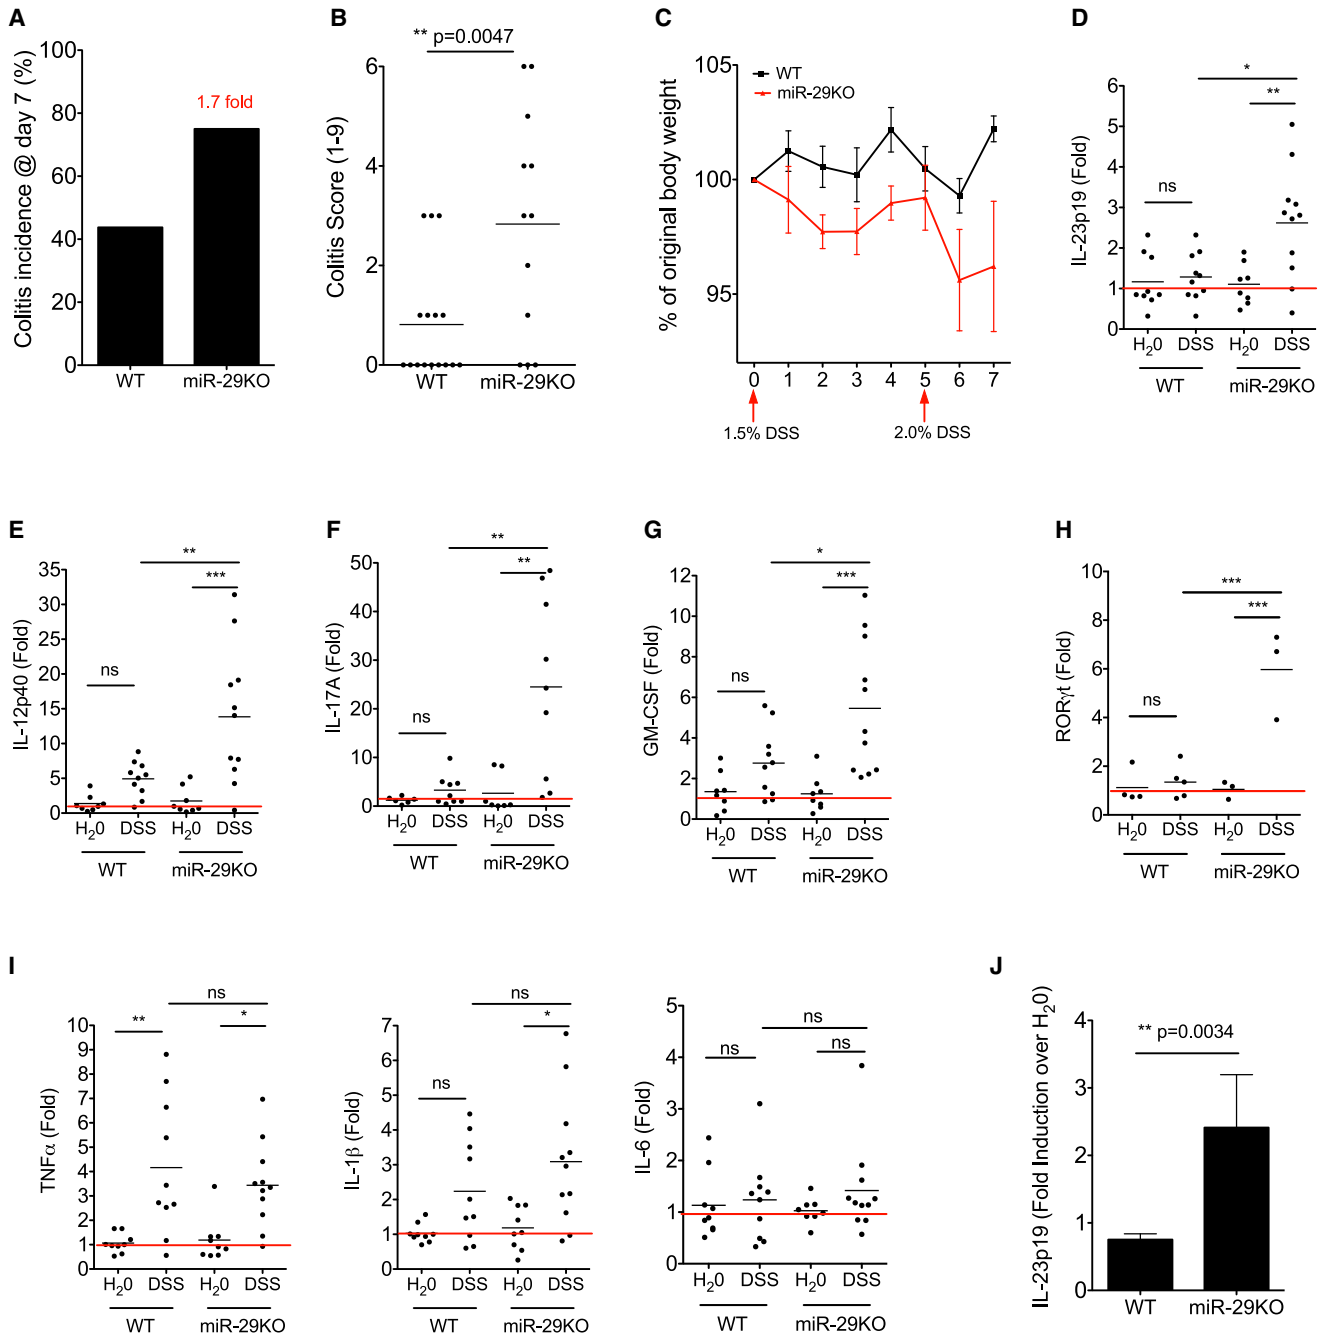 A
Colitis incidence @ day 7 (%)
100
80
60
40
20
0
1.7 fold
WT
miR-29KO
B
** p=0.0047
Colitis Score (1-9)
6
4
2
0
WT
miR-29KO
C
% of original body weight
105
100
95
WT
miR-29KO
0 1 2 3 4 5 6 7
1.5% DSS
2.0% DSS
D
*
**
ns
IL-23p19 (Fold)
6
5
4
3
2
1
0
H₂0 DSS H₂0 DSS
WT miR-29KO
E
**
***
ns
IL-12p40 (Fold)
35
30
25
20
15
10
5
0
H₂0 DSS H₂0 DSS
WT miR-29KO
F
**
**
ns
IL-17A (Fold)
50
40
30
20
10
0
H₂0 DSS H₂0 DSS
WT miR-29KO
G
*
***
ns
GM-CSF (Fold)
12
10
8
6
4
2
0
H₂0 DSS H₂0 DSS
WT miR-29KO
H
***
***
ns
RORγt (Fold)
10
8
6
4
2
0
H₂0 DSS H₂0 DSS
WT miR-29KO
I
ns
**
*
TNFα (Fold)
10
9
8
7
6
5
4
3
2
1
0
H₂0 DSS H₂0 DSS
WT miR-29KO
ns
*
ns
IL-1β (Fold)
7
6
5
4
3
2
1
0
H₂0 DSS H₂0 DSS
WT miR-29KO
ns
ns
ns
IL-6 (Fold)
5
4
3
2
1
0
H₂0 DSS H₂0 DSS
WT miR-29KO
J
** p=0.0034
IL-23p19 (Fold Induction over H₂0)
4
3
2
1
0
WT
miR-29KO